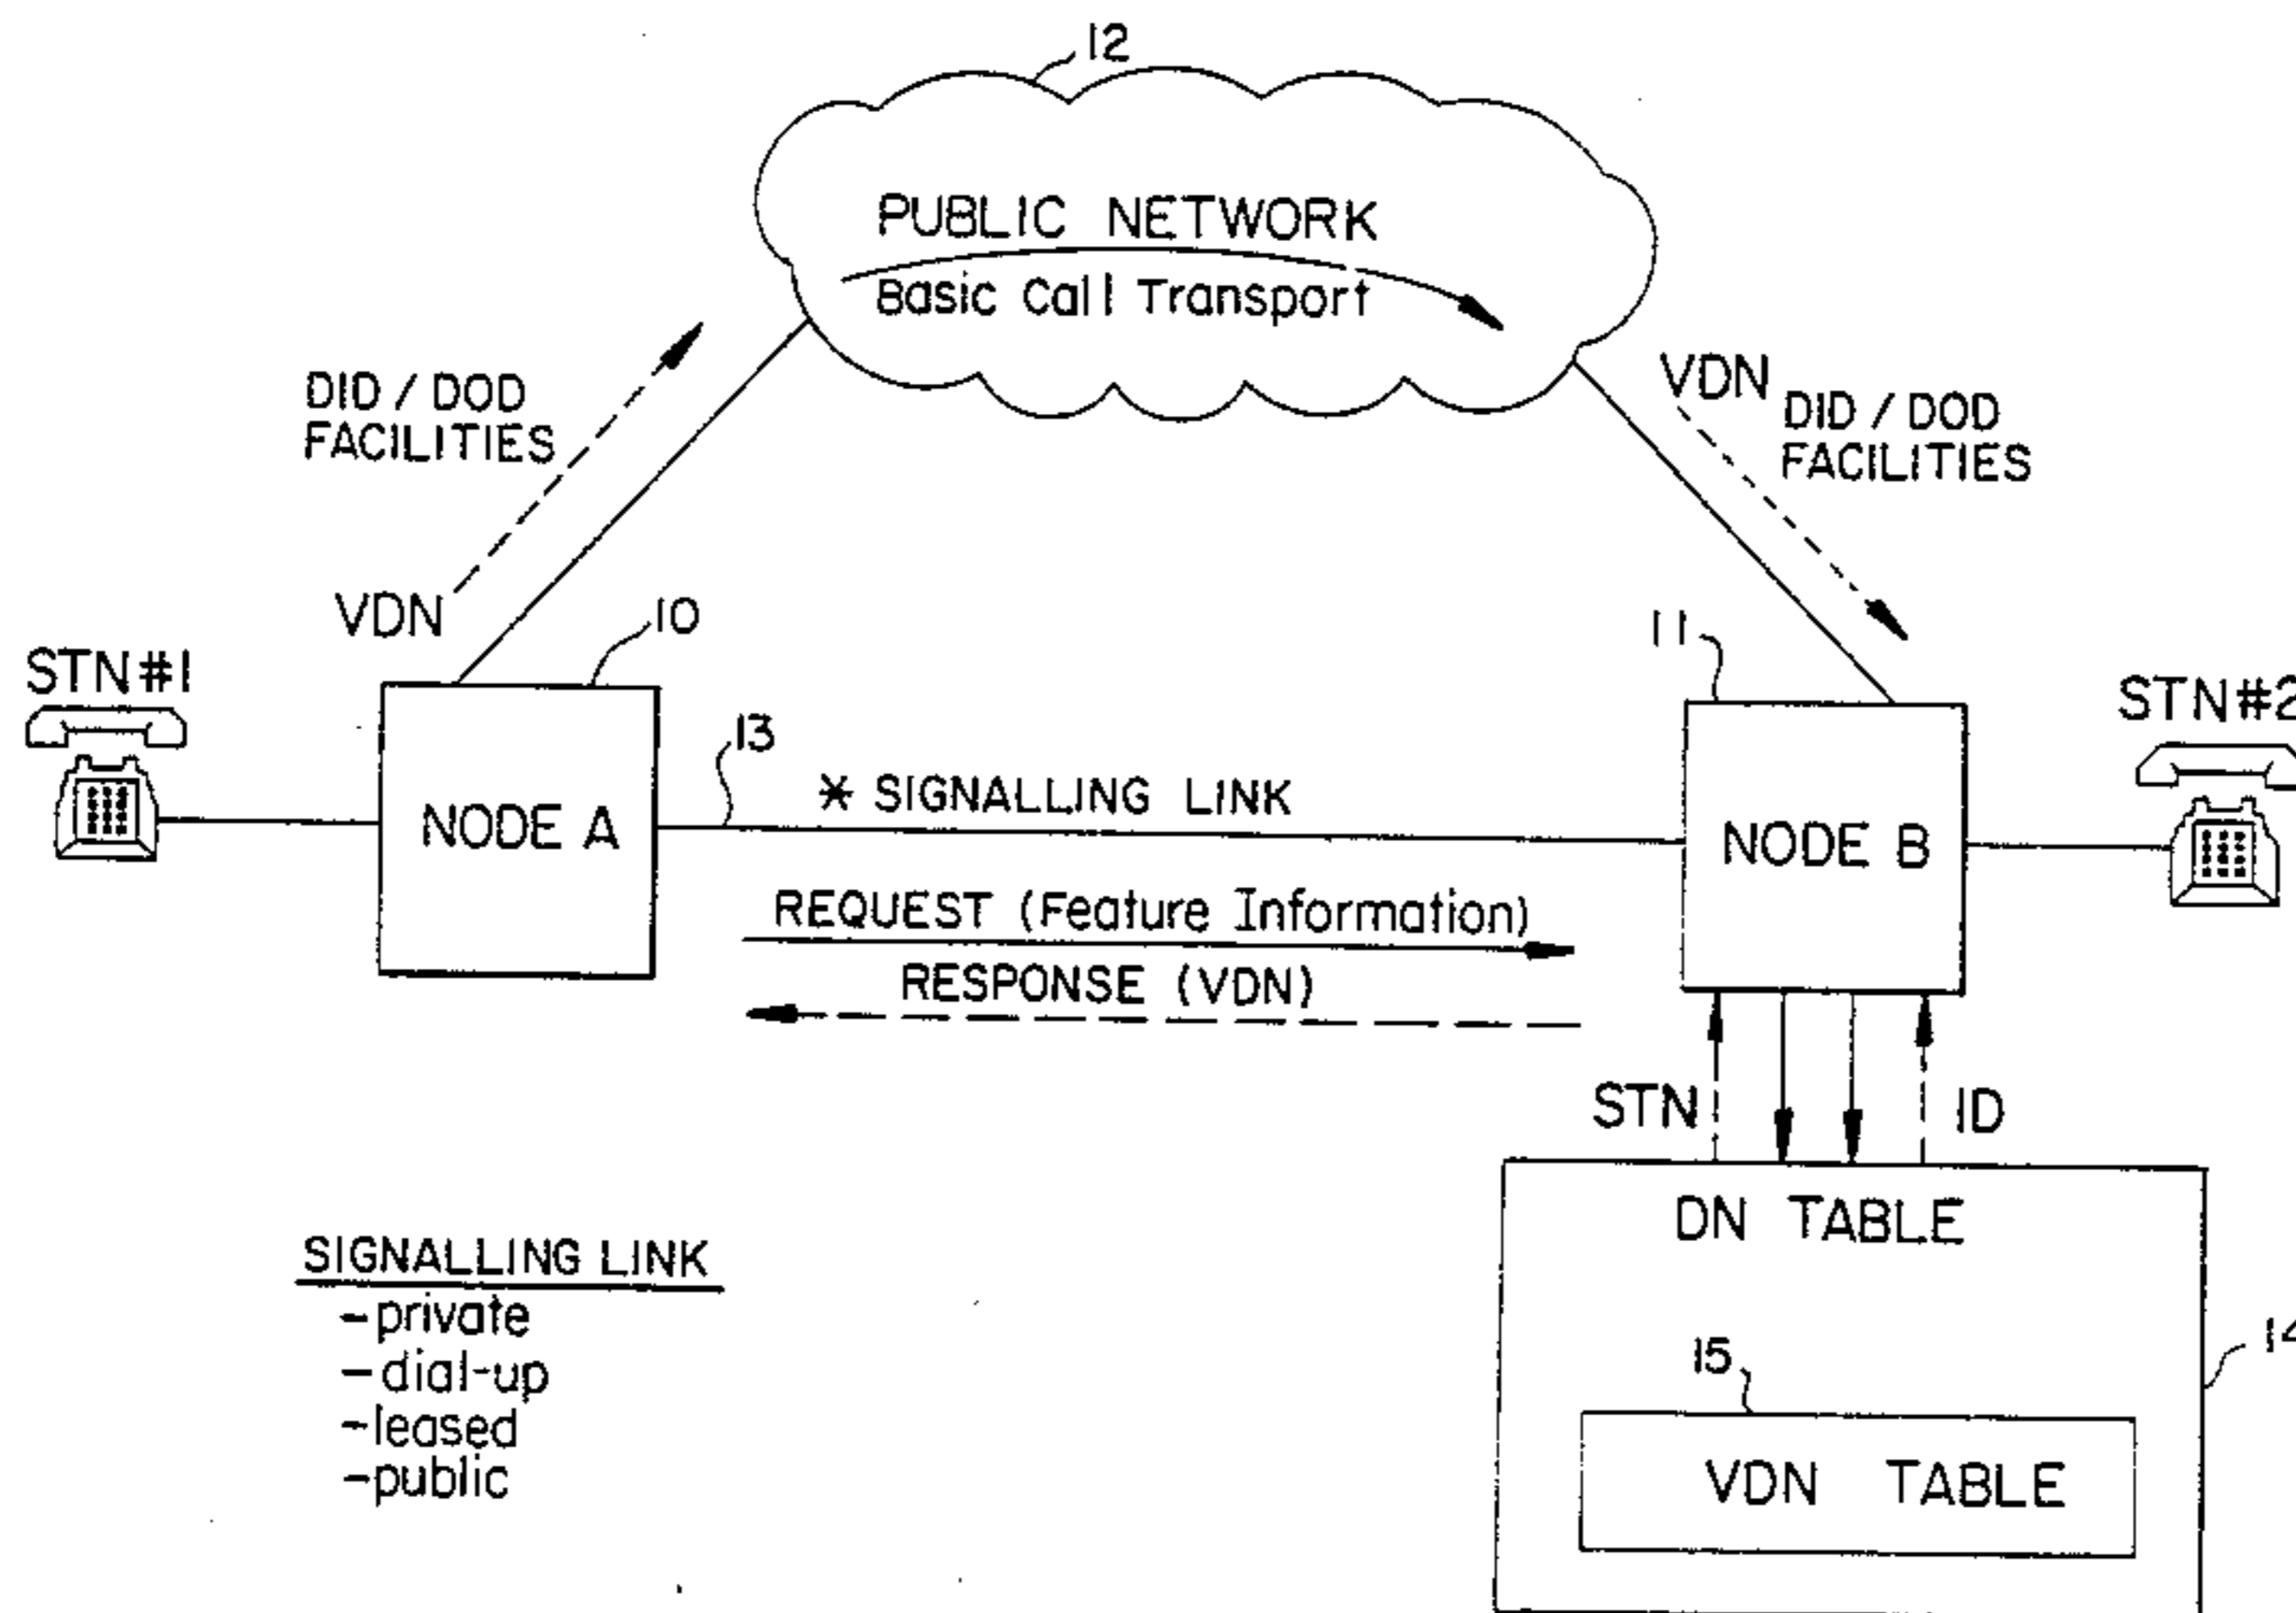 12
PUBLIC NETWORK
Basic Call Transport
DID / DOD
FACILITIES
VDN
DID / DOD
FACILITIES
VDN
10
11
STN#1
STN#2
13
* SIGNALLING LINK
NODE A
NODE B
REQUEST (Feature Information)
RESPONSE (VDN)
STN
ID
DN TABLE
SIGNALLING LINK
-private
-dial-up
-leased
-public
14
15
VDN TABLE